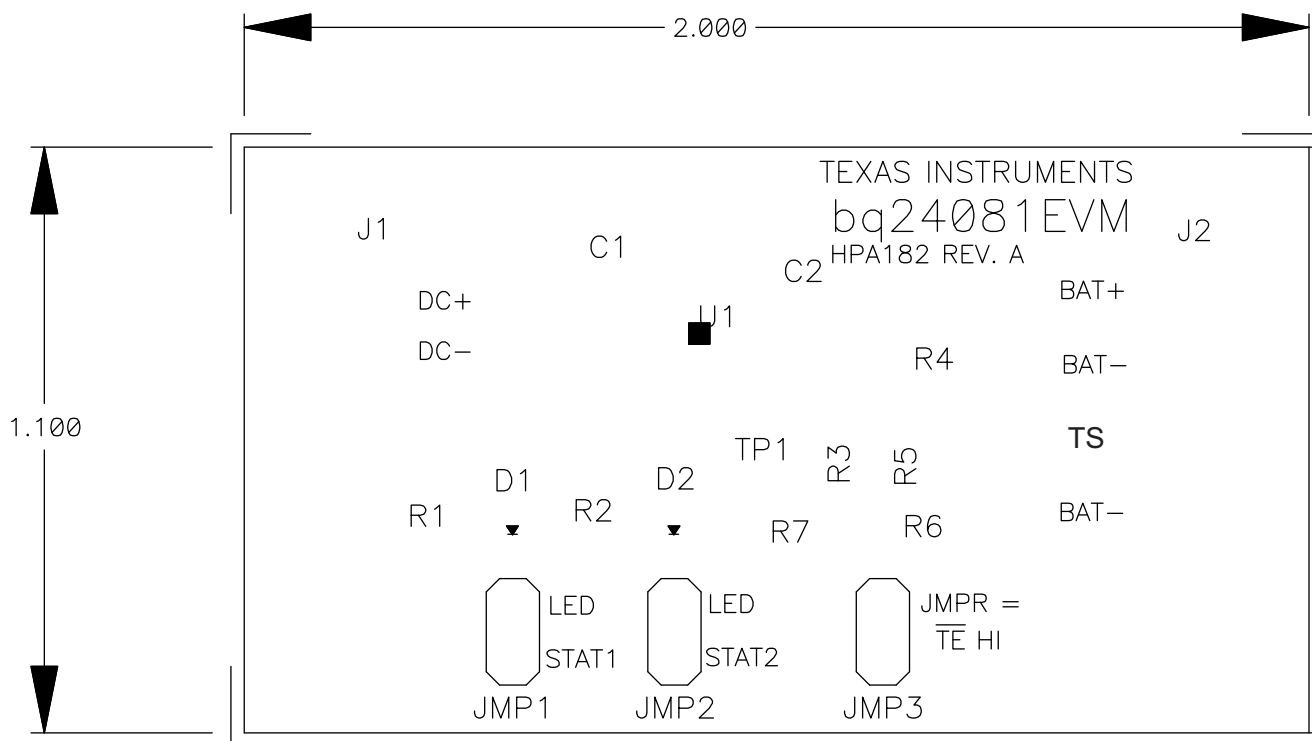 2.000
TEXAS INSTRUMENTS
bq24081EVM
HPA182 REV. A
J1
C1
C2
J2
DC+
U1
BAT+
DC−
R4
BAT−
1.100
TP1
R3
R5
TS
D1
D2
R1
R2
R7
R6
BAT−
LED
LED
JMPR =
T̅E̅ HI
STAT1
STAT2
JMP1
JMP2
JMP3